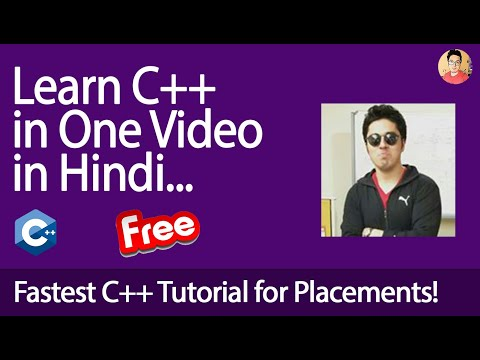 Learn C++
in One Video
in Hindi...
C++
Free
Fastest C++ Tutorial for Placements!